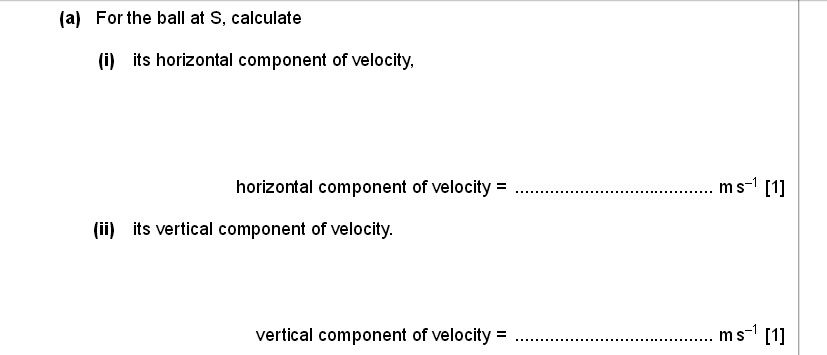 (a) For the ball at S, calculate
(i) its horizontal component of velocity,
horizontal component of velocity = ........................................ m s⁻¹ [1]
(ii) its vertical component of velocity.
vertical component of velocity = ........................................ m s⁻¹ [1]